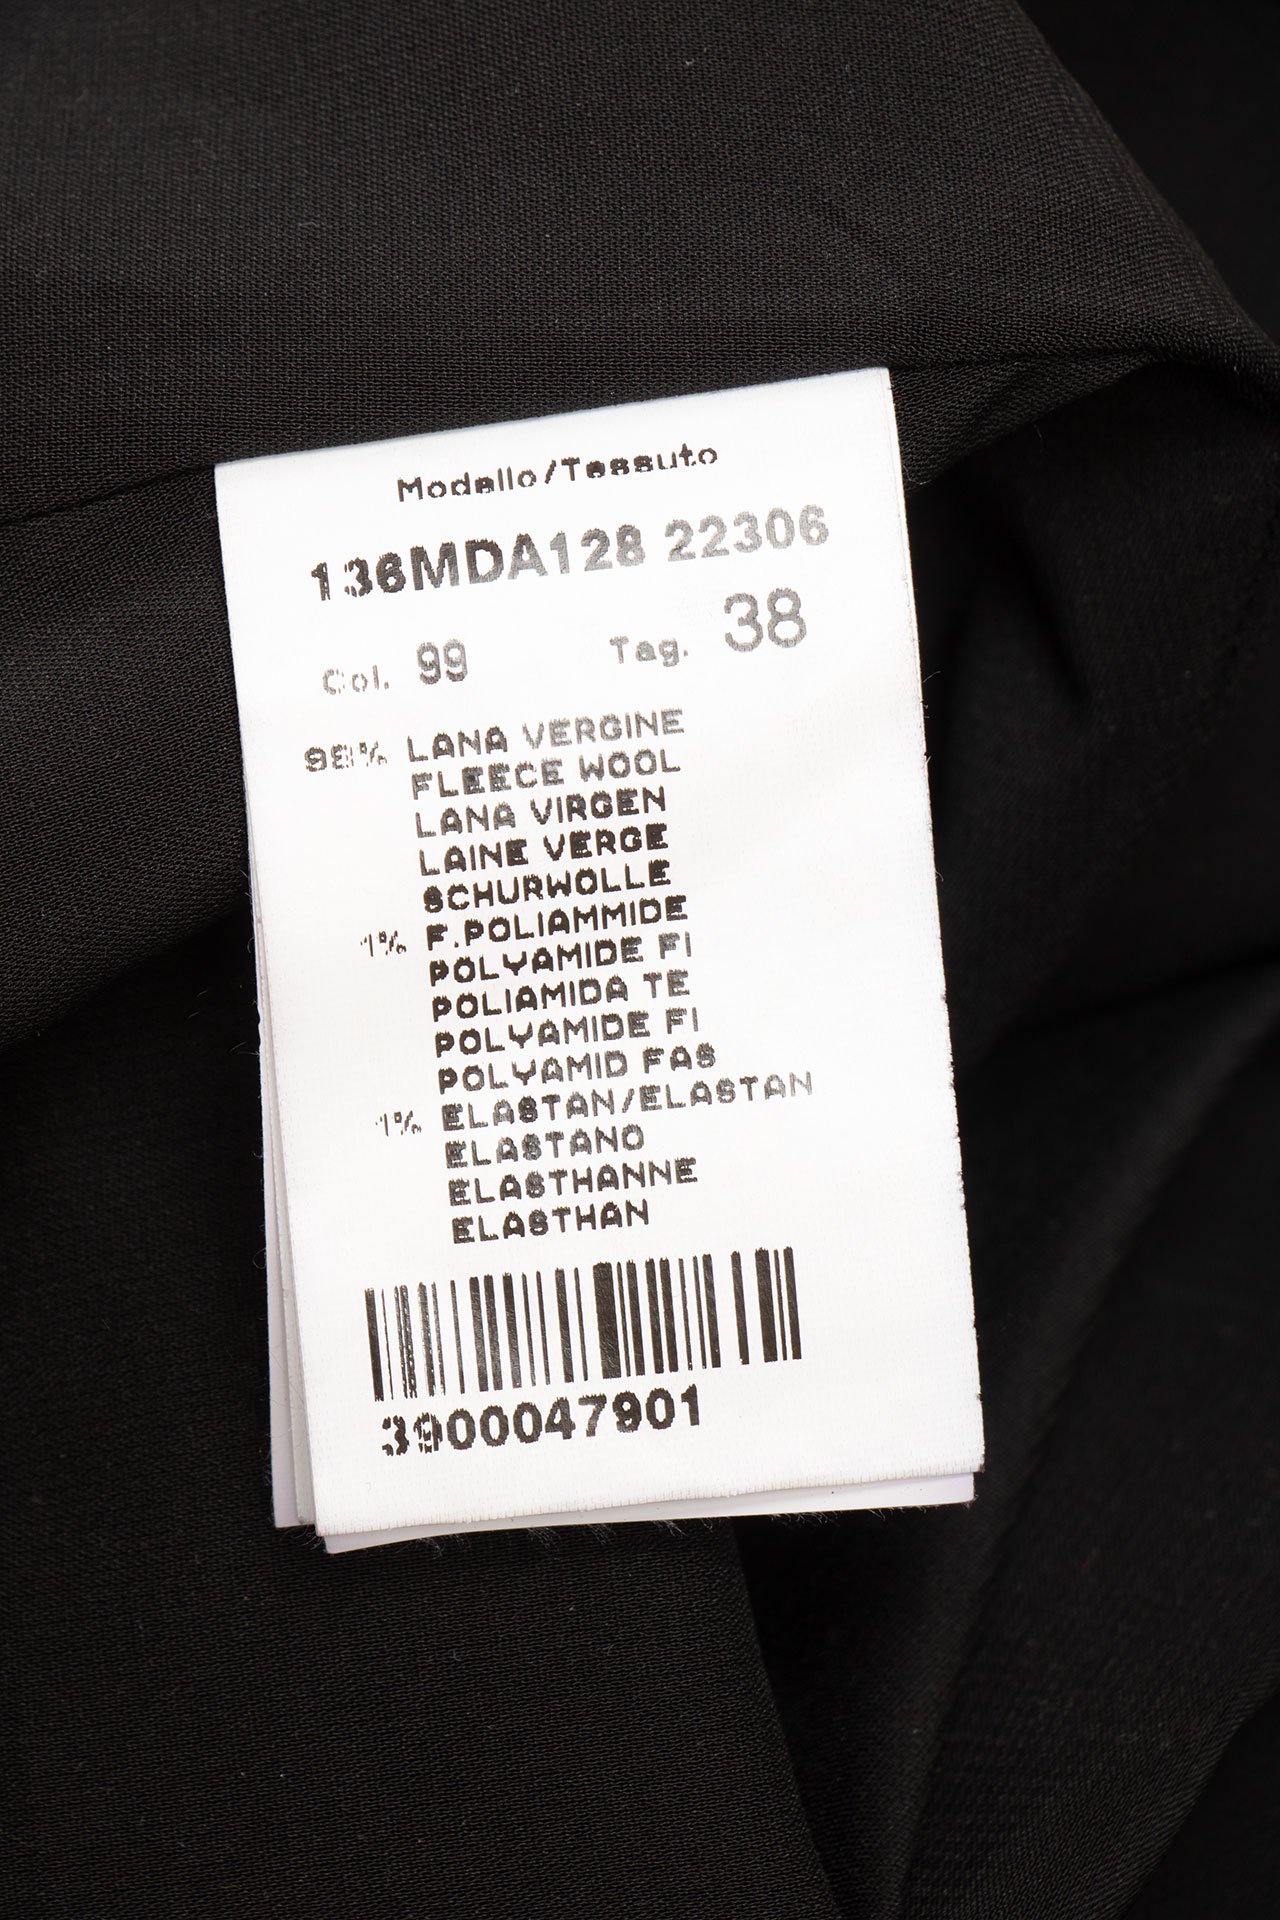 Modello/Tessuto
136MDA128 22306
Col. 99 Tag. 38
98% LANA VERGINE
FLEECE WOOL
LANA VIRGEN
LAINE VERGE
SCHURWOLLE
1% F.POLIAMMIDE
POLYAMIDE FI
POLIAMIDA TE
POLYAMIDE FI
POLYAMID FAS
1% ELASTAN/ELASTAN
ELASTANO
ELASTHANNE
ELASTHAN
3900047901